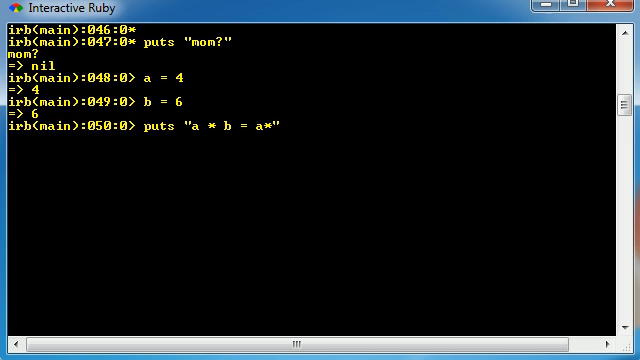 Interactive Ruby
irb(main):046:0*
irb(main):047:0* puts "mom?"
mom?
=> nil
irb(main):048:0> a = 4
=> 4
irb(main):049:0> b = 6
=> 6
irb(main):050:0> puts "a * b = a*"